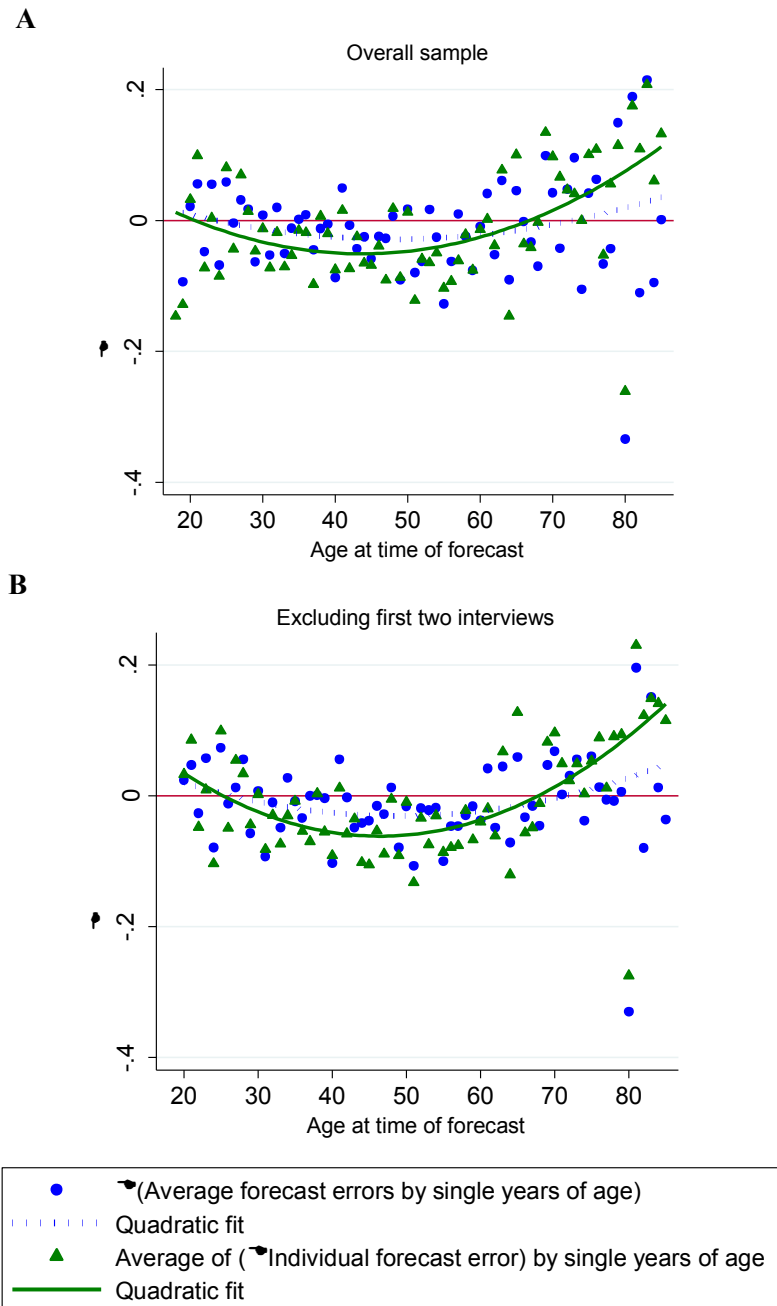 A
Overall sample
.2
0
-.2
-.4
20 30 40 50 60 70 80
Age at time of forecast
B
Excluding first two interviews
.2
0
-.2
-.4
20 30 40 50 60 70 80
Age at time of forecast
(Average forecast errors by single years of age)
Quadratic fit
Average of ( Individual forecast error) by single years of age
Quadratic fit